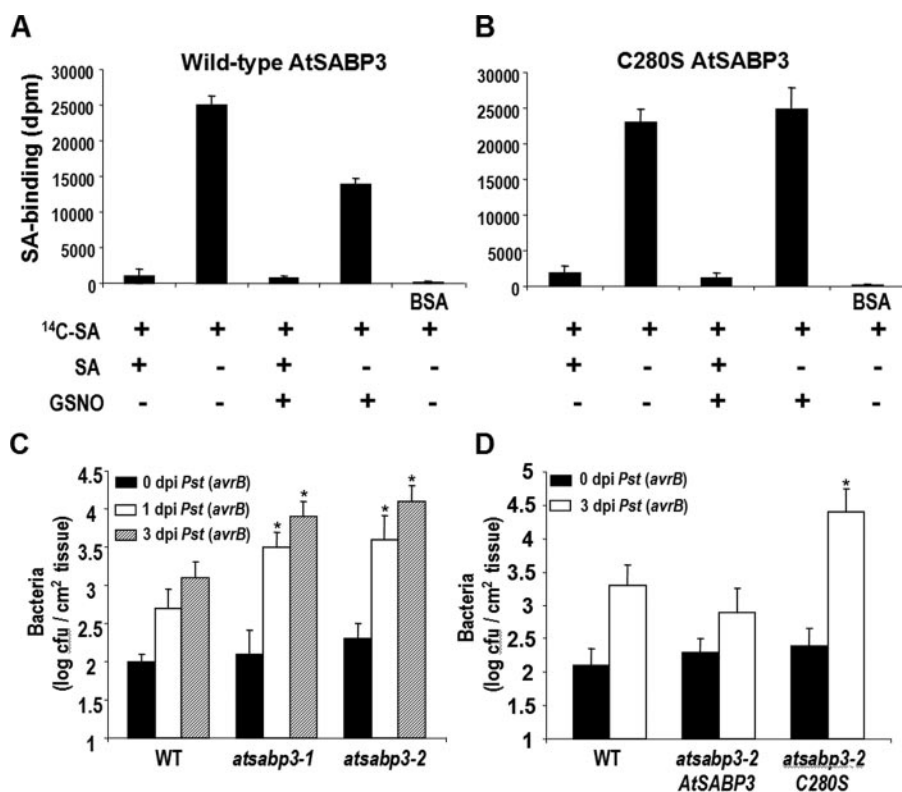 A
Wild-type AtSABP3
SA-binding (dpm)
30000
25000
20000
15000
10000
5000
0
BSA
B
C280S AtSABP3
30000
25000
20000
15000
10000
5000
0
BSA
14C-SA + + + + + + + + + +
SA + - + - - + - + - -
GSNO - - + + - - - + + -
C
Bacteria
(log cfu / cm2 tissue)
4.5
4
3.5
3
2.5
2
1.5
1
0 dpi Pst (avrB)
1 dpi Pst (avrB)
3 dpi Pst (avrB)
* * * *
WT atsabp3-1 atsabp3-2
D
Bacteria
(log cfu / cm2 tissue)
5
4.5
4
3.5
3
2.5
2
1.5
1
0 dpi Pst (avrB)
3 dpi Pst (avrB)
*
WT atsabp3-2 atsabp3-2
AtSABP3 C280S